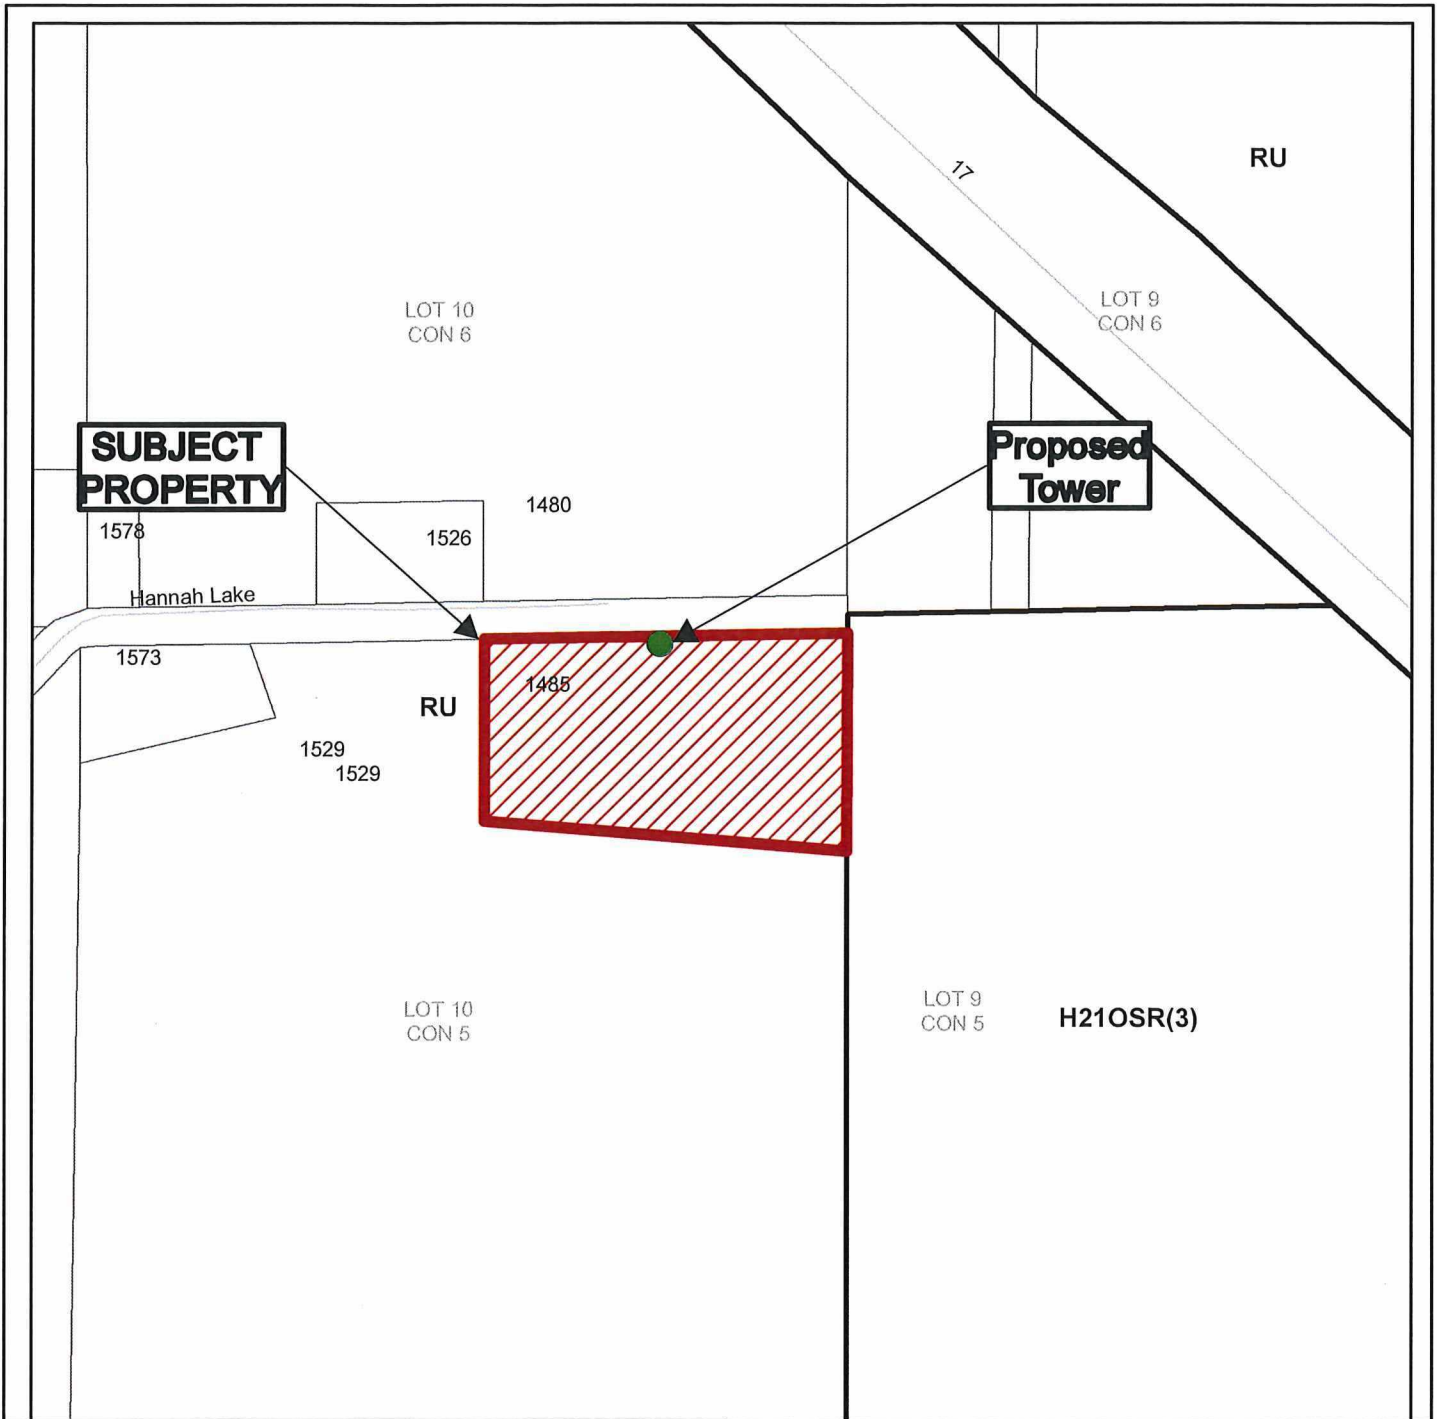 RU
17
LOT 9
CON 6
LOT 10
CON 6
SUBJECT
PROPERTY
Proposed
Tower
1480
1526
1578
Hannah Lake
1573
1485
RU
1529
1529
LOT 10
CON 5
LOT 9
CON 5
H21OSR(3)